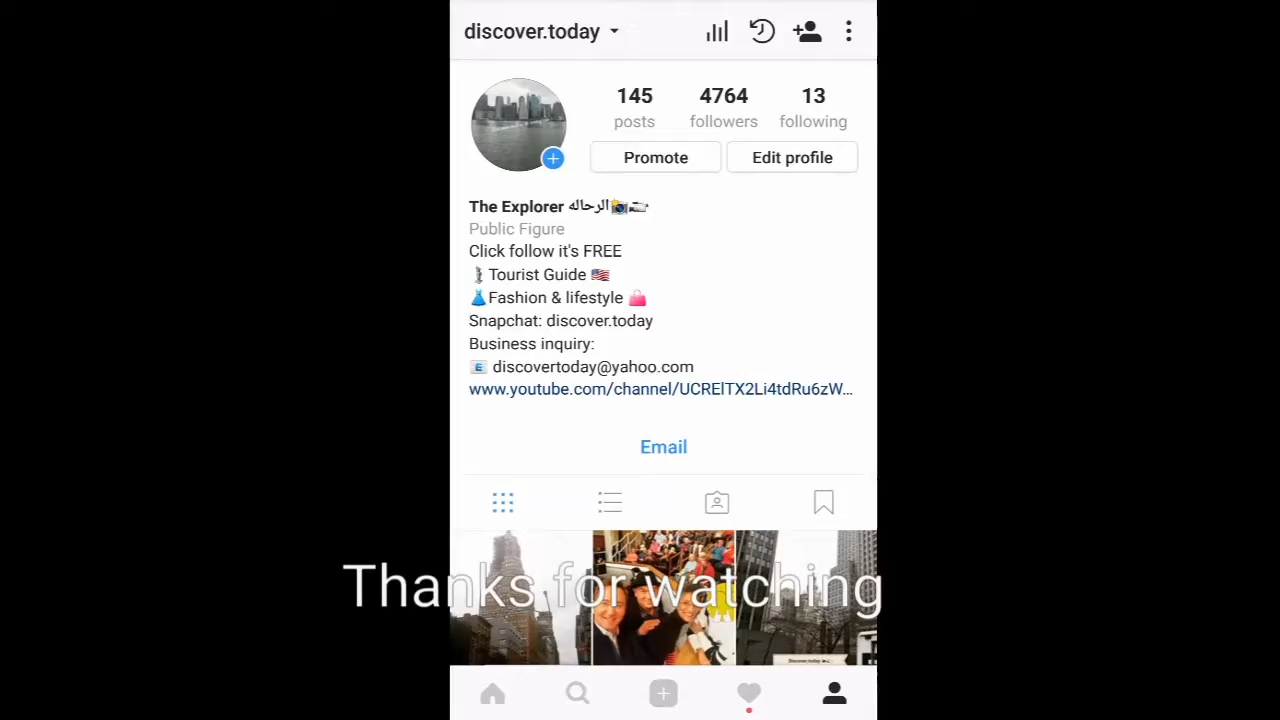 discover.today
145 4764 13
posts followers following
Promote Edit profile
The Explorer الرحاله
Public Figure
Click follow it's FREE
Tourist Guide
Fashion & lifestyle
Snapchat: discover.today
Business inquiry:
discovertoday@yahoo.com
www.youtube.com/channel/UCRElTX2Li4tdRu6zW...
Email
Thanks for watching
Discover.today